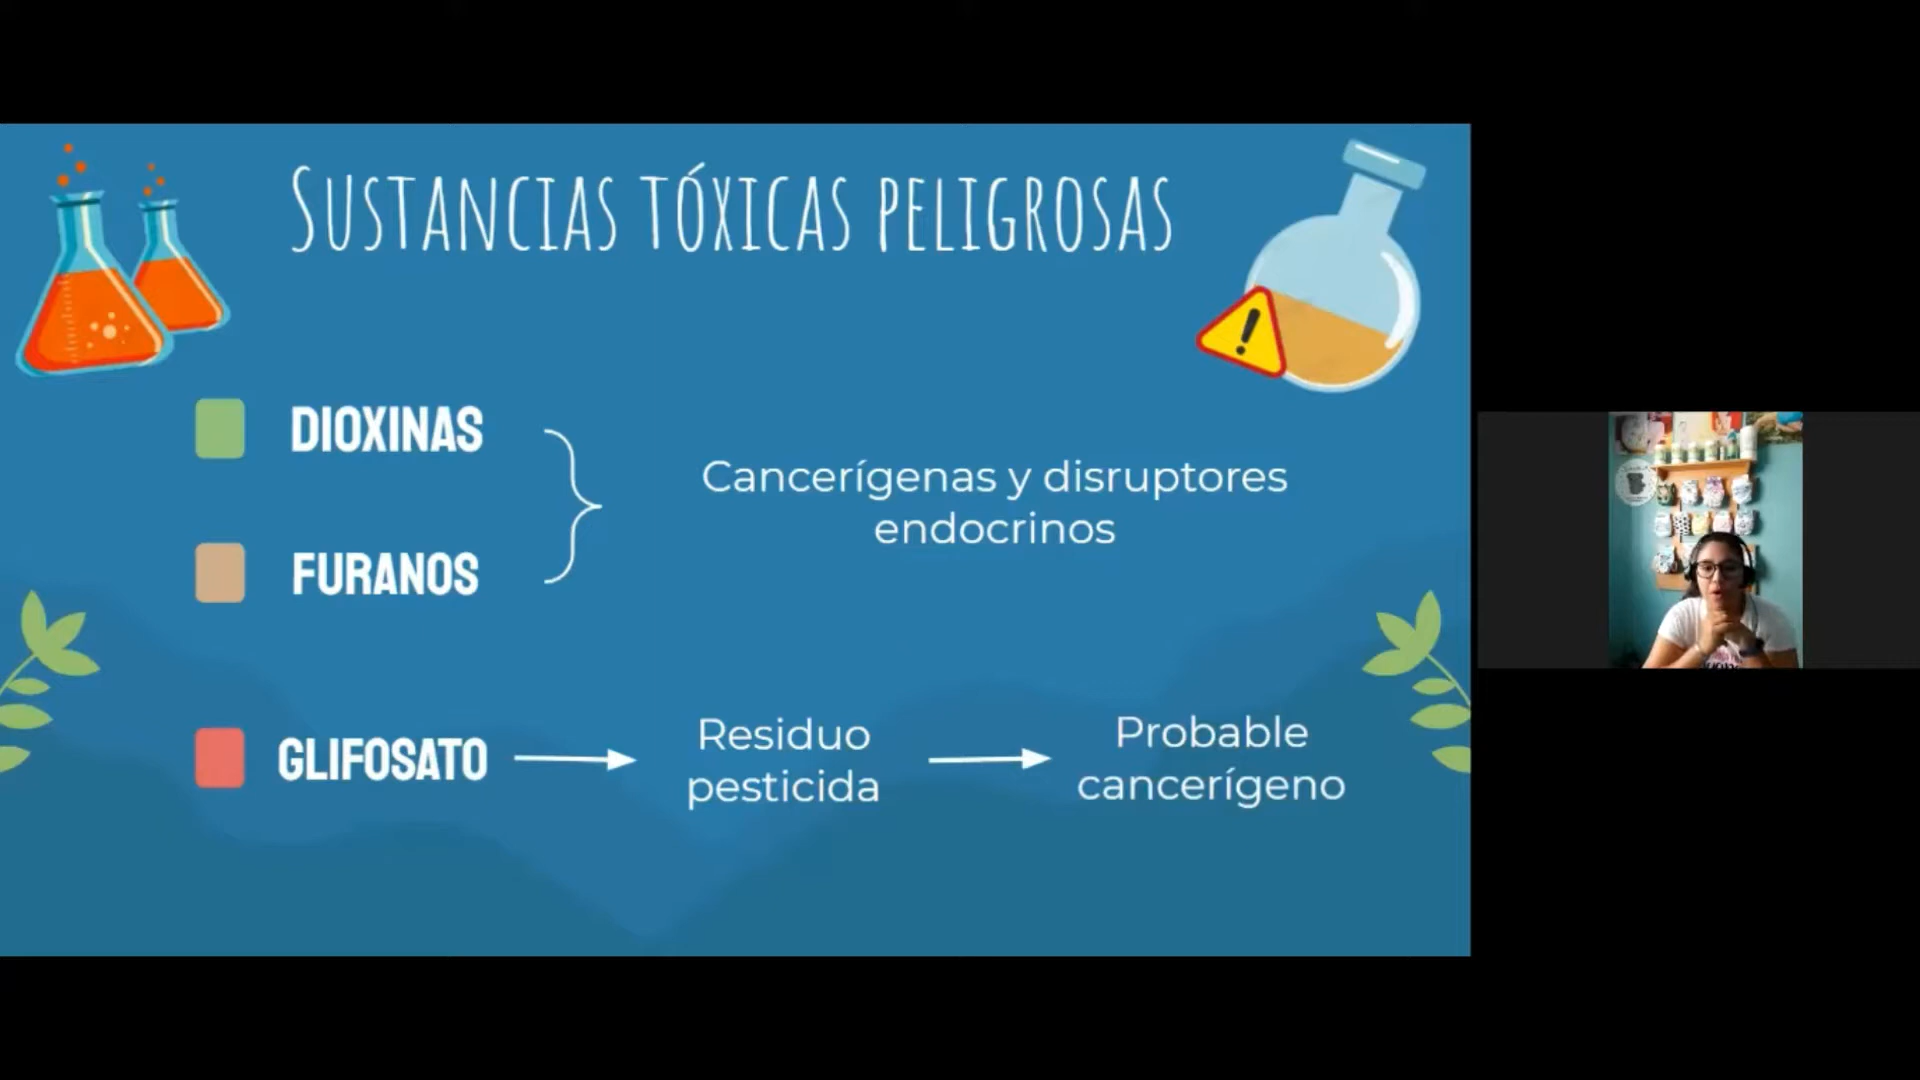 SUSTANCIAS TÓXICAS PELIGROSAS
DIOXINAS
FURANOS
Cancerígenas y disruptores
endocrinos
GLIFOSATO
Residuo
pesticida
Probable
cancerígeno